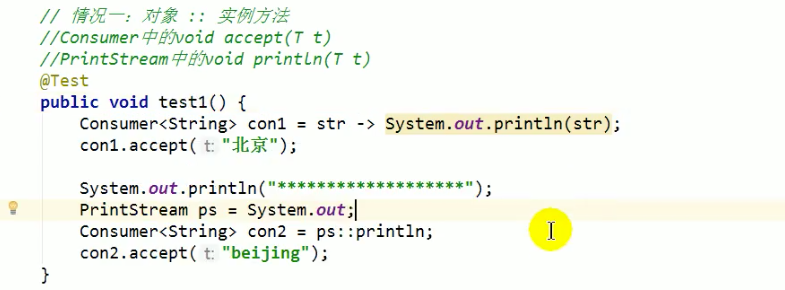 // 情况一：对象 :: 实例方法
//Consumer中的void accept(T t)
//PrintStream中的void println(T t)
@Test
public void test1() {
Consumer<String> con1 = str -> System.out.println(str);
con1.accept( t: "北京");
System.out.println("*******************");
PrintStream ps = System.out;
Consumer<String> con2 = ps::println;
con2.accept( t: "beijing");
}